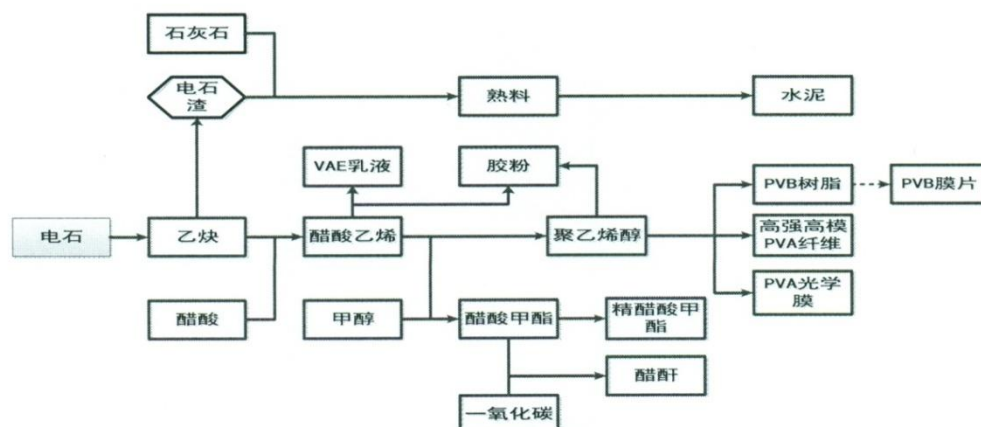 石灰石
电石
渣
熟料
水泥
VAE乳液
胶粉
PVB树脂
PVB膜片
电石
乙炔
醋酸乙烯
聚乙烯醇
高强高模
PVA纤维
PVA光学
膜
醋酸
甲醇
醋酸甲酯
精醋酸甲
酯
醋酐
一氧化碳